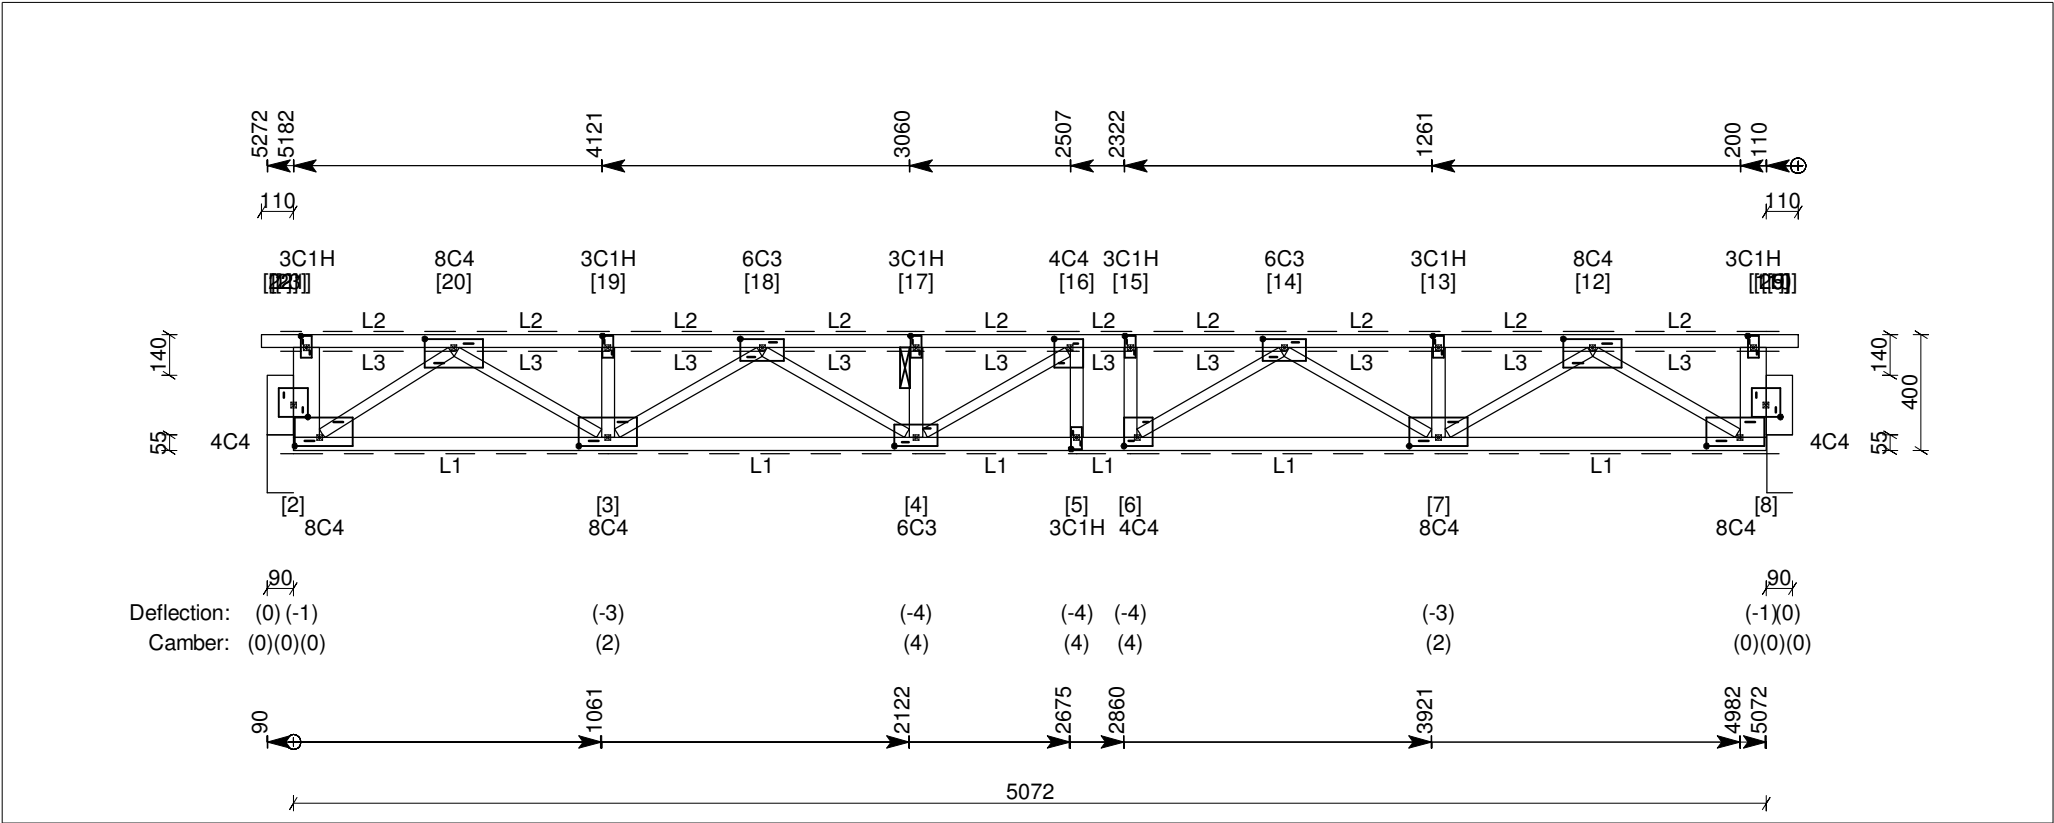 5272 5182 4121 3060 2507 2322 1261 200 110
110 110
3C1H 8C4 3C1H 6C3 3C1H 4C4 3C1H 6C3 3C1H 8C4 3C1H
[20] [19] [18] [17] [16] [15] [14] [13] [12]
L2 L2 L2 L2 L2 L2 L2 L2 L2 L2
140 140
L3 L3 L3 L3 L3 L3 L3 L3 L3 L3
400
4C4 55 55 4C4
L1 L1 L1 L1 L1 L1
[2] [3] [4] [5] [6] [7] [8]
8C4 8C4 6C3 3C1H 4C4 8C4 8C4
90 90
Deflection: (0) (-1) (-3) (-4) (-4) (-4) (-3) (-1)(0)
Camber: (0)(0)(0) (2) (4) (4) (4) (2) (0)(0)(0)
90 1061 2122 2675 2860 3921 4982 5072
5072